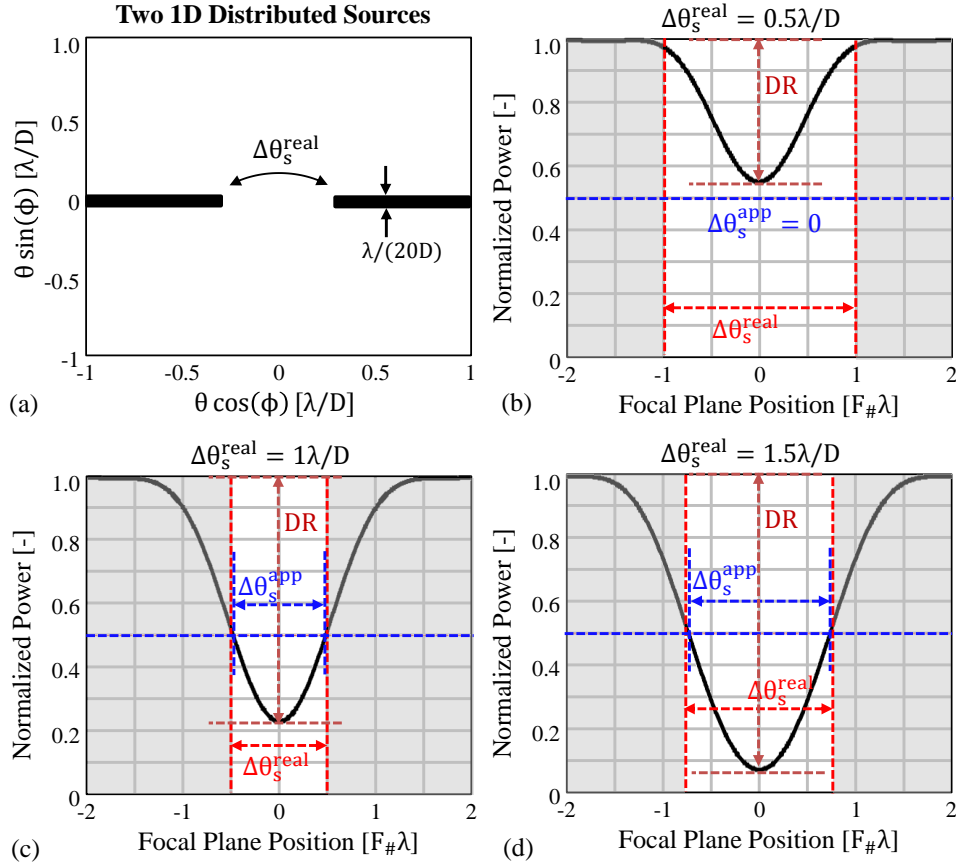 Two 1D Distributed Sources
1.0
0.5
0
-0.5
-1
θ sin(ϕ) [λ/D]
Δθ_s^real
λ/(20D)
-1
-0.5
0
0.5
1
θ cos(ϕ) [λ/D]
(a)
Δθ_s^real = 0.5λ/D
1.0
0.8
0.6
0.4
0.2
0
Normalized Power [-]
DR
Δθ_s^app = 0
Δθ_s^real
-2
-1
0
1
2
Focal Plane Position [F_#λ]
(b)
Δθ_s^real = 1λ/D
1.0
0.8
0.6
0.4
0.2
0
Normalized Power [-]
DR
Δθ_s^app
Δθ_s^real
-2
-1
0
1
2
Focal Plane Position [F_#λ]
(c)
Δθ_s^real = 1.5λ/D
1.0
0.8
0.6
0.4
0.2
0
Normalized Power [-]
DR
Δθ_s^app
Δθ_s^real
-2
-1
0
1
2
Focal Plane Position [F_#λ]
(d)